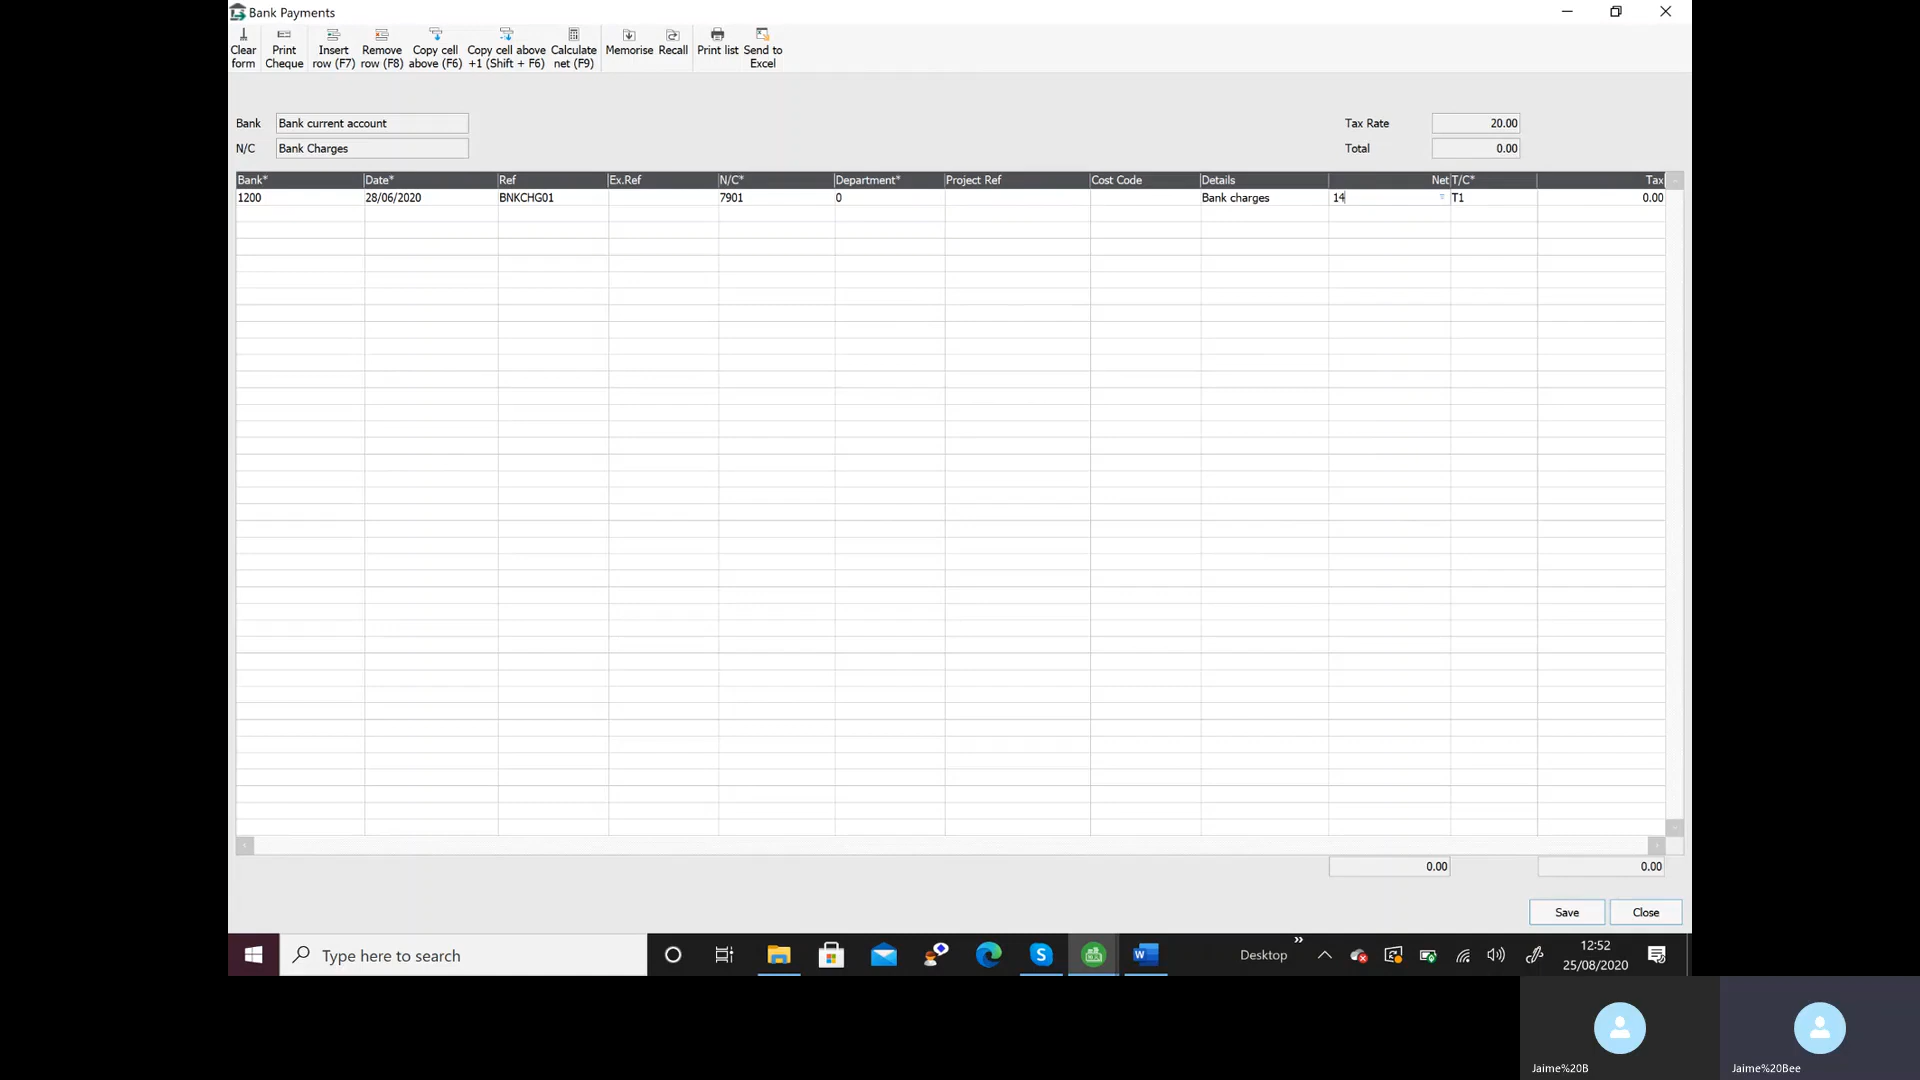 Bank Payments
Clear form
Print Cheque
Insert row (F7)
Remove row (F8)
Copy cell above (F6)
Copy cell above +1 (Shift + F6)
Calculate net (F9)
Memorise
Recall
Print list
Send to Excel
Bank Bank current account
Tax Rate 20.00
N/C Bank Charges
Total 0.00
Bank* Date* Ref Ex.Ref N/C* Department* Project Ref Cost Code Details Net T/C* Tax
1200 28/06/2020 BNKCHG01 7901 0 Bank charges 14 T1 0.00
0.00 0.00
Save Close
Type here to search
Desktop
12:52
25/08/2020
Jaime%20B
Jaime%20Bee